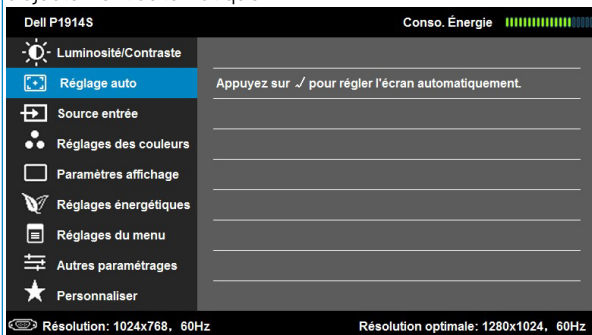 Dell P1914S
Conso. Énergie
Luminosité/Contraste
Réglage auto
Appuyez sur ✓ pour régler l'écran automatiquement.
Source entrée
Réglages des couleurs
Paramètres affichage
Réglages énergétiques
Réglages du menu
Autres paramétrages
Personnaliser
Résolution: 1024x768, 60Hz
Résolution optimale: 1280x1024, 60Hz